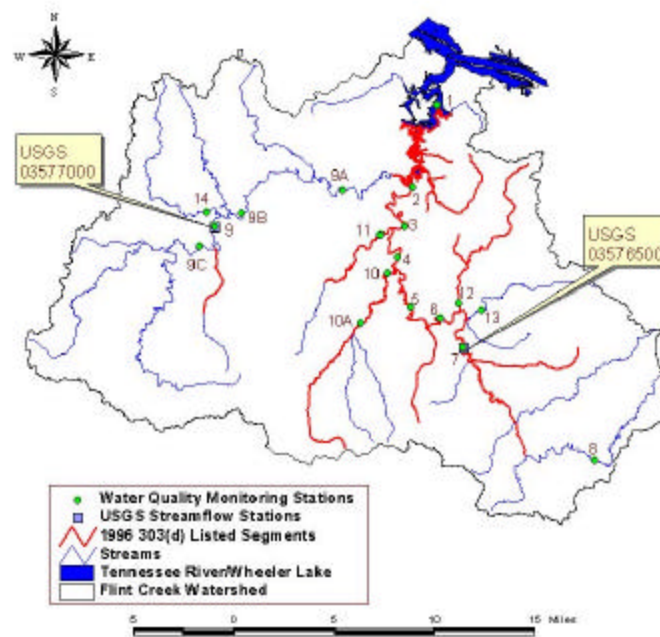 N
W E
S
1
USGS
03577000
9A
2
14
9
9B
9C
11
3
USGS
03576500
4
10
5
6
12
13
10A
7
8
Water Quality Monitoring Stations
USGS Streamflow Stations
1996 303(d) Listed Segments
Streams
Tennessee River/Wheeler Lake
Flint Creek Watershed
5 0 5 10 15 Miles